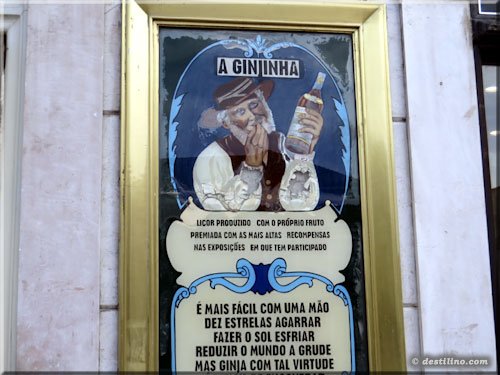 A GINJINHA
LICOR PRODUZIDO COM O PRÓPRIO FRUTO
PREMIADA COM AS MAIS ALTAS RECOMPENSAS
NAS EXPOSIÇÕES EM QUE TEM PARTICIPADO
É MAIS FÁCIL COM UMA MÃO
DEZ ESTRELAS AGARRAR
FAZER O SOL ESFRIAR
REDUZIR O MUNDO A GRUDE
MAS GINJA COM TAL VIRTUDE
© destilino.com